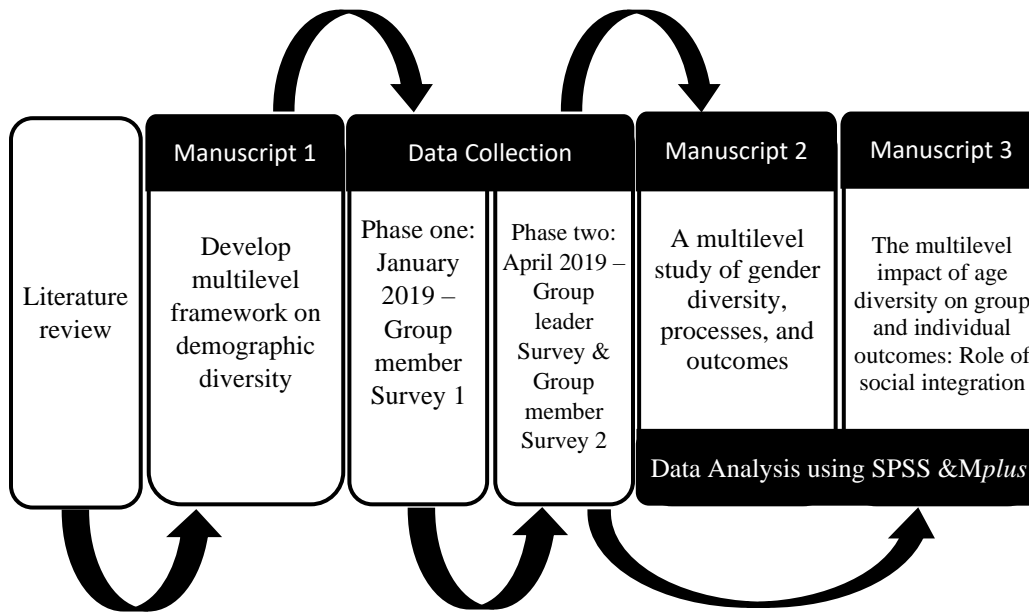 Literature
review
Manuscript 1
Develop
multilevel
framework on
demographic
diversity
Data Collection
Phase one:
January
2019 –
Group
member
Survey 1
Phase two:
April 2019 –
Group
leader
Survey &
Group
member
Survey 2
Manuscript 2
A multilevel
study of gender
diversity,
processes, and
outcomes
Manuscript 3
The multilevel
impact of age
diversity on group
and individual
outcomes: Role of
social integration
Data Analysis using SPSS &Mplus